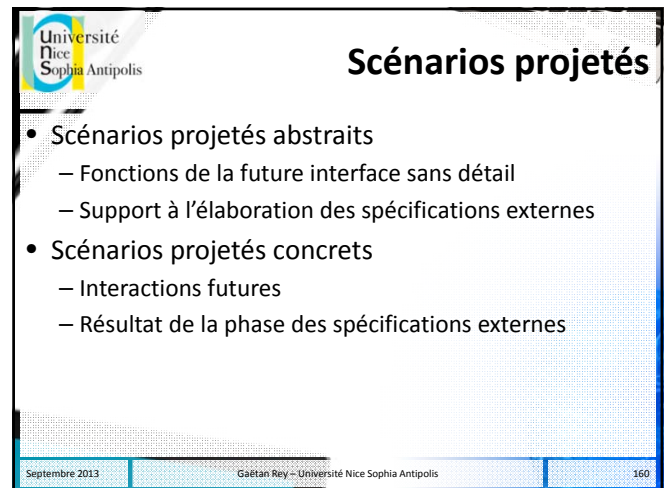 Université
Nice
Sophia Antipolis
Scénarios projetés
• Scénarios projetés abstraits
– Fonctions de la future interface sans détail
– Support à l’élaboration des spécifications externes
• Scénarios projetés concrets
– Interactions futures
– Résultat de la phase des spécifications externes
Septembre 2013
Gaëtan Rey – Université Nice Sophia Antipolis
160